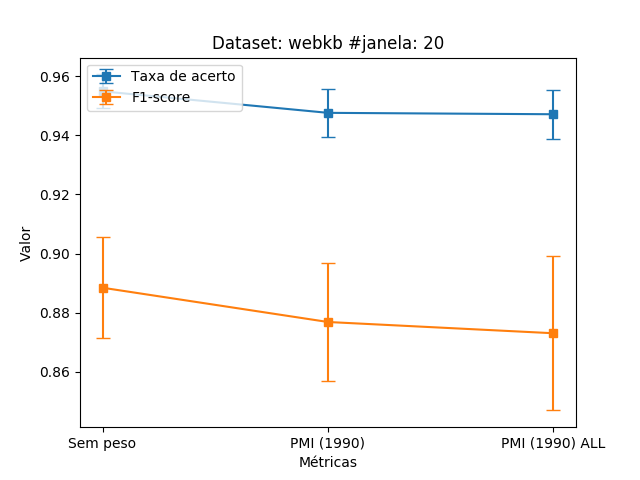 Dataset: webkb #janela: 20
Taxa de acerto
F1-score
Valor
0.96
0.94
0.92
0.90
0.88
0.86
Sem peso
PMI (1990)
PMI (1990) ALL
Métricas